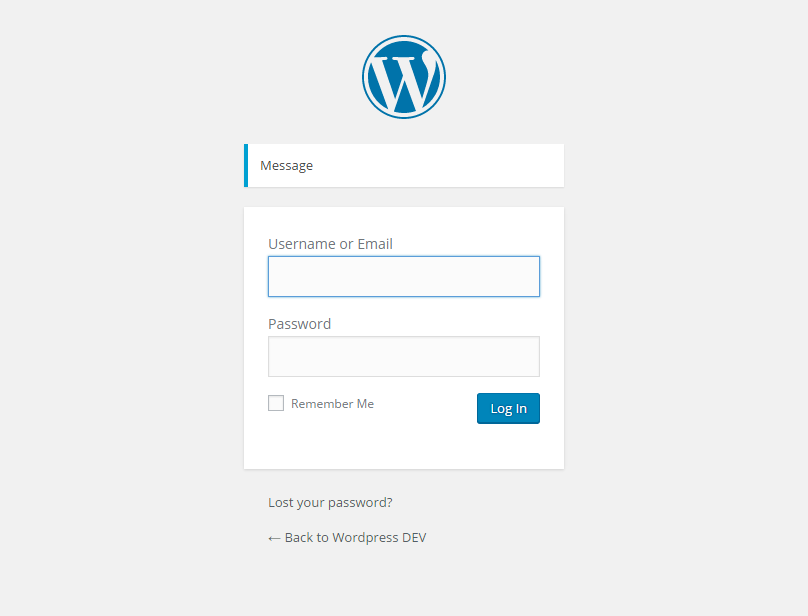 Message
Username or Email
Password
Remember Me
Log In
Lost your password?
← Back to Wordpress DEV